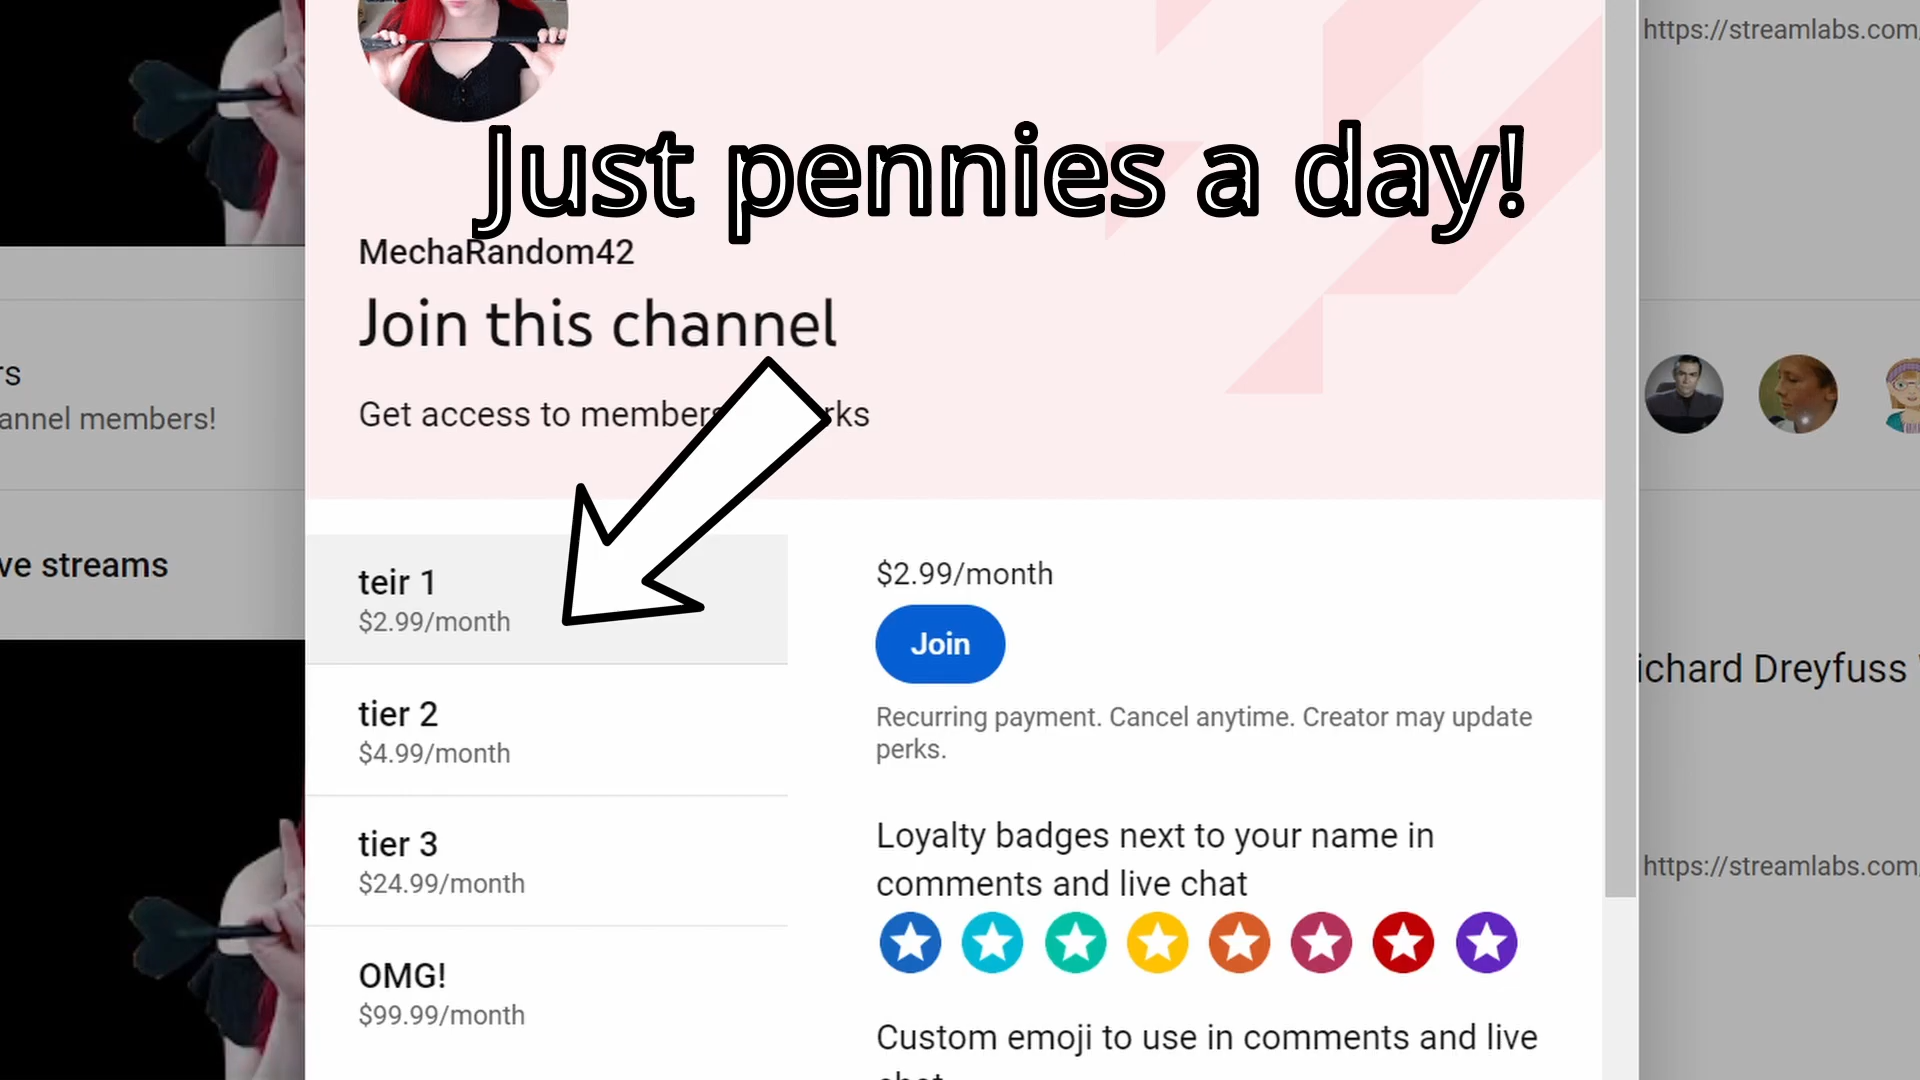 https://streamlabs.com/
Just pennies a day!
MechaRandom42
Join this channel
Get access to members rks
rs
annel members!
ve streams
teir 1
$2.99/month
tier 2
$4.99/month
tier 3
$24.99/month
OMG!
$99.99/month
$2.99/month
Join
Recurring payment. Cancel anytime. Creator may update
perks.
Loyalty badges next to your name in
comments and live chat
Custom emoji to use in comments and live
ichard Dreyfuss
https://streamlabs.com/